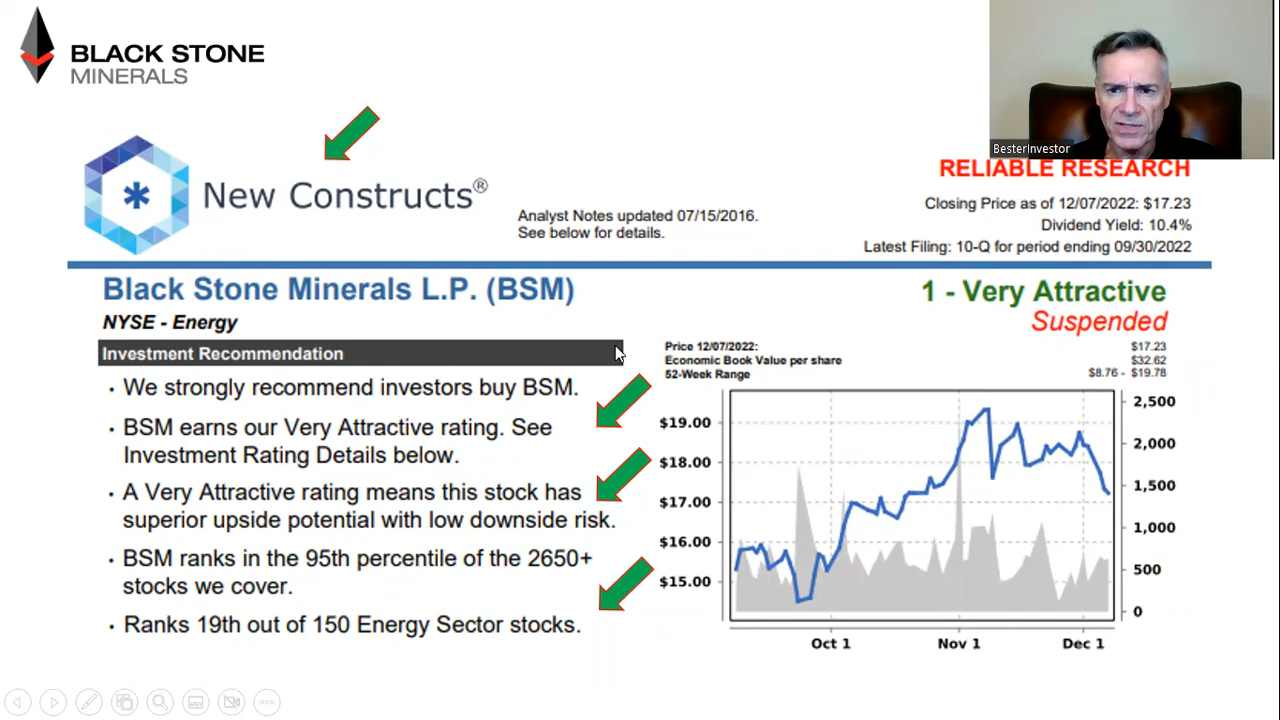 BLACK STONE
MINERALS
BesterInvestor
New Constructs®
Analyst Notes updated 07/15/2016.
See below for details.
RELIABLE RESEARCH
Closing Price as of 12/07/2022: $17.23
Dividend Yield: 10.4%
Latest Filing: 10-Q for period ending 09/30/2022
Black Stone Minerals L.P. (BSM)
NYSE - Energy
1 - Very Attractive
Suspended
Investment Recommendation
• We strongly recommend investors buy BSM.
• BSM earns our Very Attractive rating. See
Investment Rating Details below.
• A Very Attractive rating means this stock has
superior upside potential with low downside risk.
• BSM ranks in the 95th percentile of the 2650+
stocks we cover.
• Ranks 19th out of 150 Energy Sector stocks.
Price 12/07/2022: $17.23
Economic Book Value per share $32.62
52-Week Range $8.76 - $19.78
$19.00
$18.00
$17.00
$16.00
$15.00
2,500
2,000
1,500
1,000
500
0
Oct 1 Nov 1 Dec 1